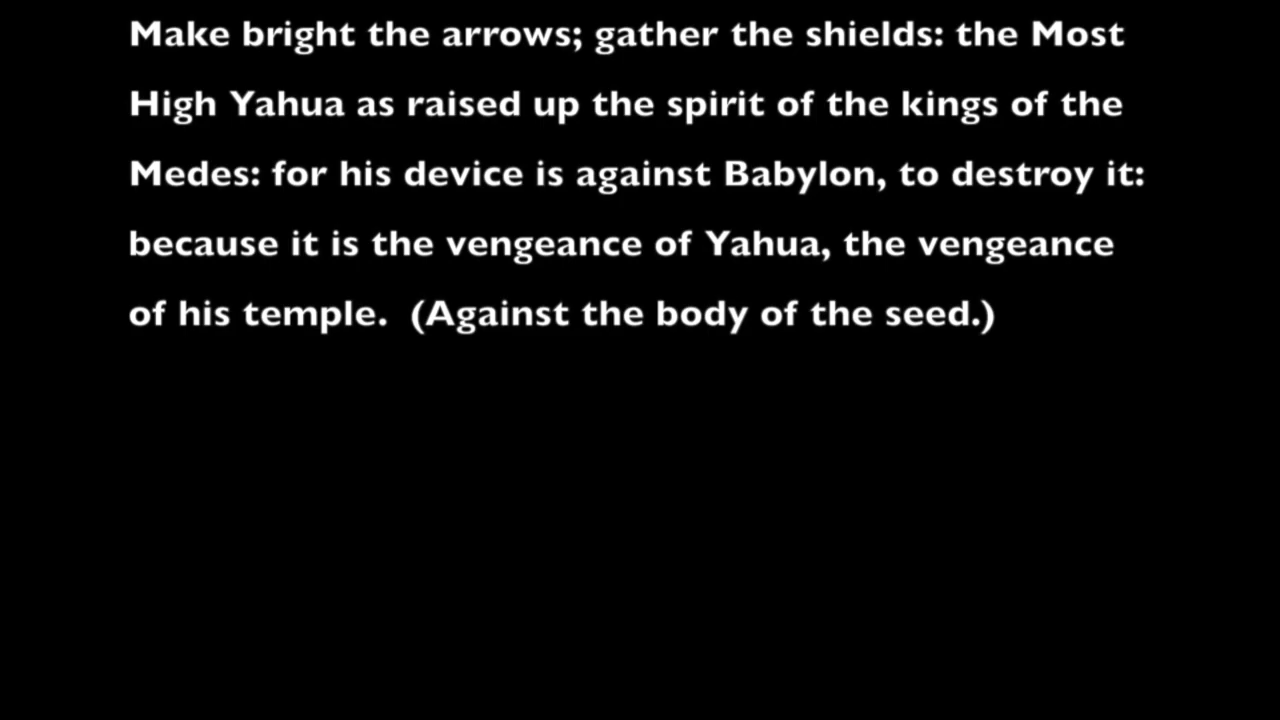 Make bright the arrows; gather the shields: the Most
High Yahua as raised up the spirit of the kings of the
Medes: for his device is against Babylon, to destroy it:
because it is the vengeance of Yahua, the vengeance
of his temple.  (Against the body of the seed.)